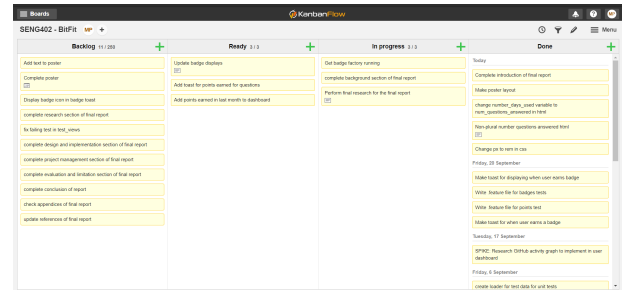 Boards
KanbanFlow
?
MP
SENG402 - BitFit
MP
+
Menu
Backlog 11 / 250
Ready 3 / 3
In progress 3 / 3
Done
Add text to poster
Complete poster
Display badge icon in badge toast
complete research section of final report
fix failing test in test_views
complete design and implementation section of final report
complete project management section of final report
complete evaluation and limitation section of final report
complete conclusion of report
check appendices of final report
update references of final report
Update badge displays
Add toast for points earned for questions
Add points earned in last month to dashboard
Get badge factory running
complete background section of final report
Perform final research for the final report
Today
Complete introduction of final report
Make poster layout
change number_days_used variable to
num_questions_answered in html
Non-plural number questions answered html
Change px to rem in css
Friday, 20 September
Make toast for displaying when user earns badge
Write .feature file for badges tests
Write .feature file for points test
Make toast for when user earns a badge
Tuesday, 17 September
SPIKE: Research GitHub activity graph to implement in user
dashboard
Friday, 6 September
create loader for test data for unit tests